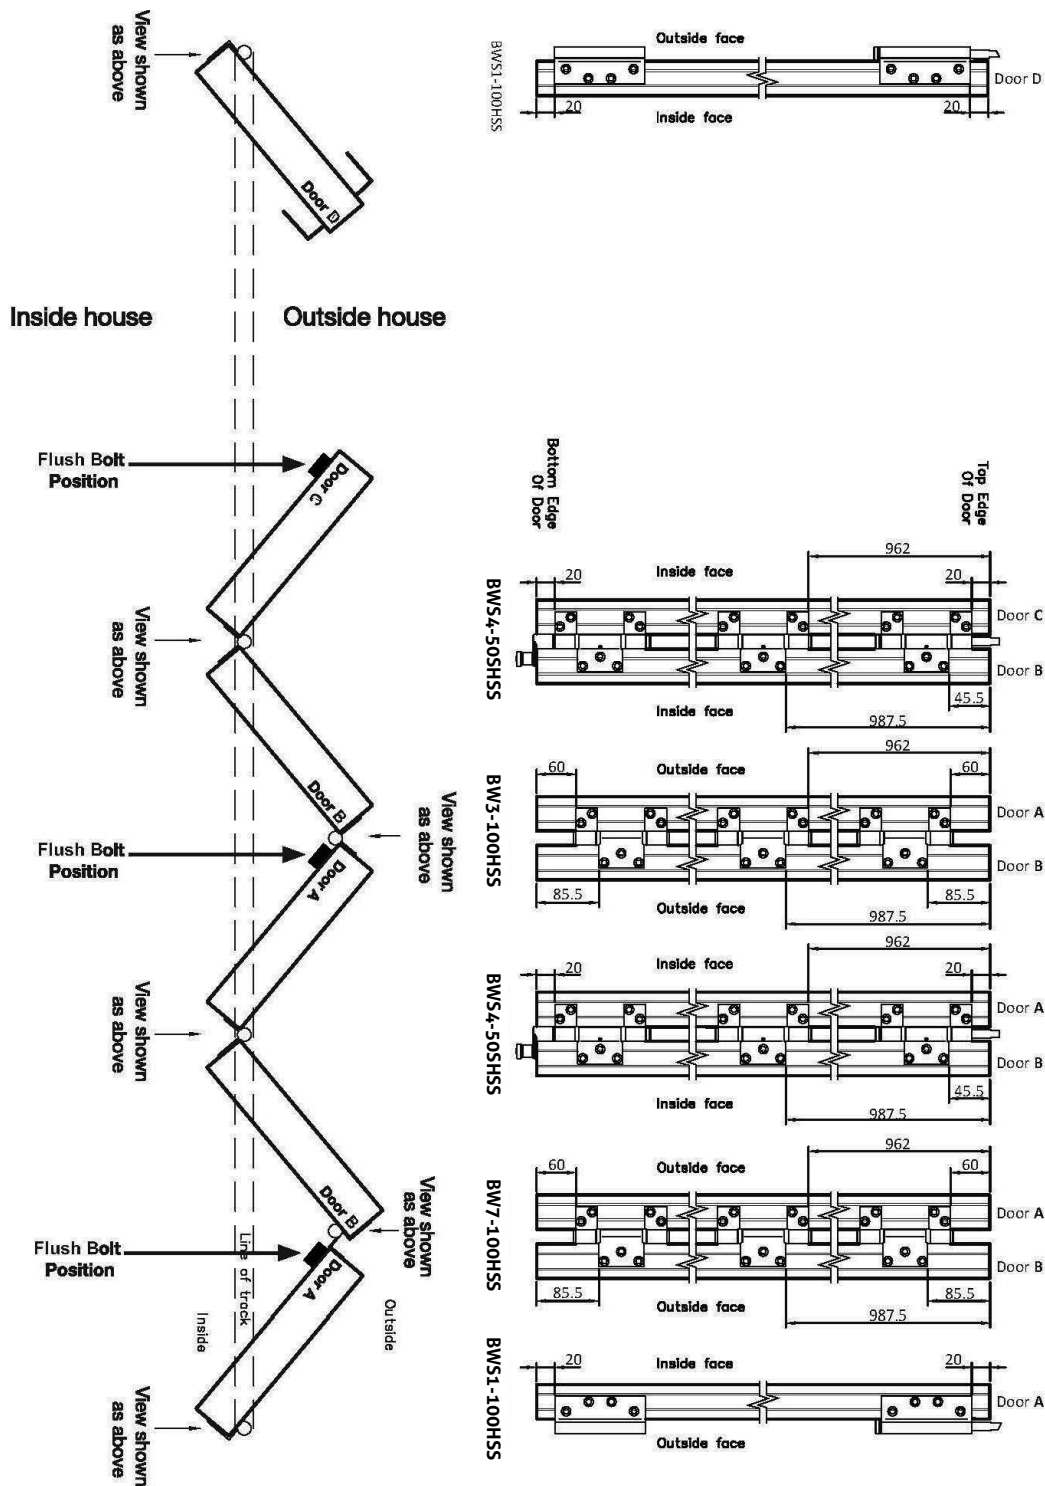 View shown
as above
Door D
BWS1-100HSS
Outside face
Door D
20
20
Inside face
Inside house
Outside house
Flush Bolt
Position
Door C
Bottom Edge
Of Door
Top Edge
Of Door
962
20
Inside face
20
BWS4-50SHSS
Door C
Door B
View shown
as above
Inside face
45.5
987.5
962
60
Outside face
60
Door B
View shown
as above
BW3-100HSS
Door A
Flush Bolt
Position
Door A
Door B
85.5
85.5
Outside face
987.5
962
20
Inside face
20
View shown
as above
BWS4-50SHSS
Door A
Door B
45.5
Inside face
987.5
962
60
Outside face
60
Door B
View shown
as above
BW7-100HSS
Door A
Flush Bolt
Position
Line of track
Door A
Door B
85.5
85.5
Inside
Outside
Outside face
987.5
20
Inside face
20
BWS1-100HSS
Door A
View shown
as above
Outside face